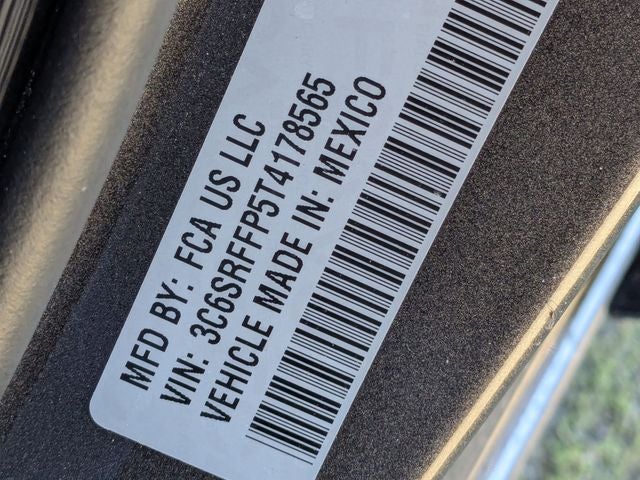 MFD BY: FCA US LLC
VIN: 3C6SRFFP5T4178565
VEHICLE MADE IN: MEXICO